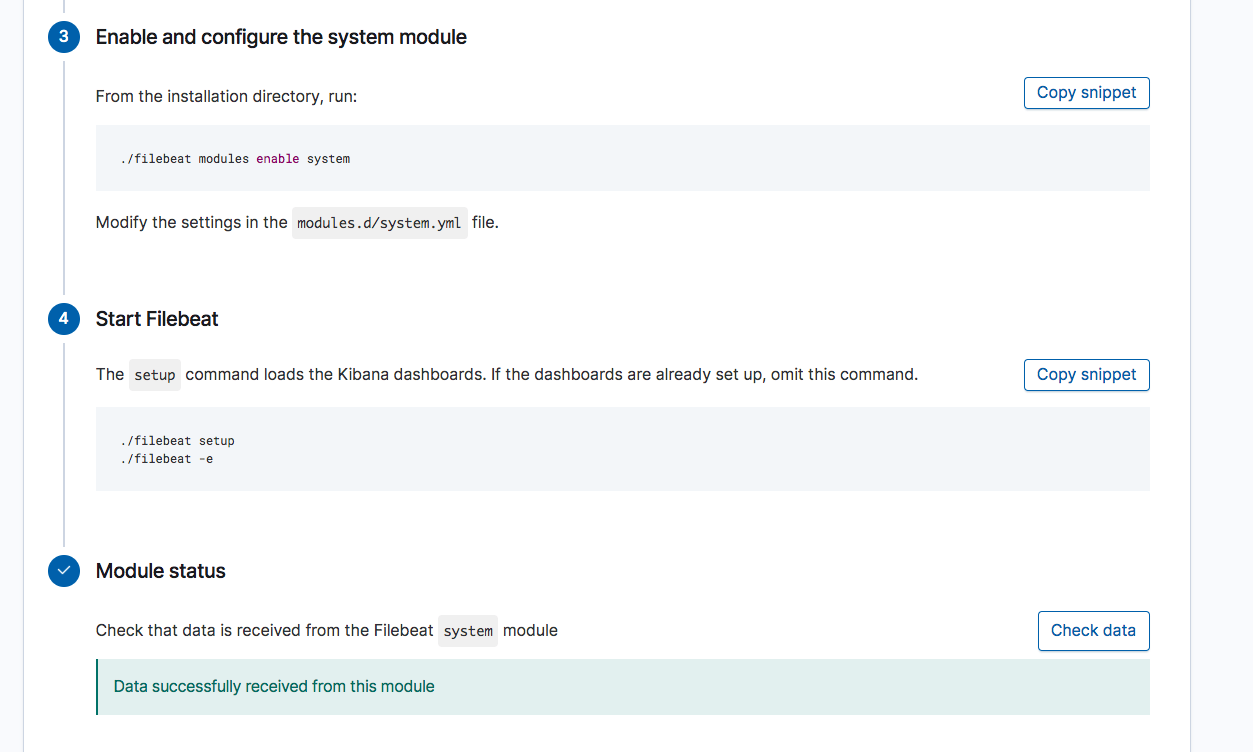 3 Enable and configure the system module
From the installation directory, run:
Copy snippet
./filebeat modules enable system
Modify the settings in the modules.d/system.yml file.
4 Start Filebeat
The setup command loads the Kibana dashboards. If the dashboards are already set up, omit this command.
Copy snippet
./filebeat setup
./filebeat -e
Module status
Check that data is received from the Filebeat system module
Check data
Data successfully received from this module